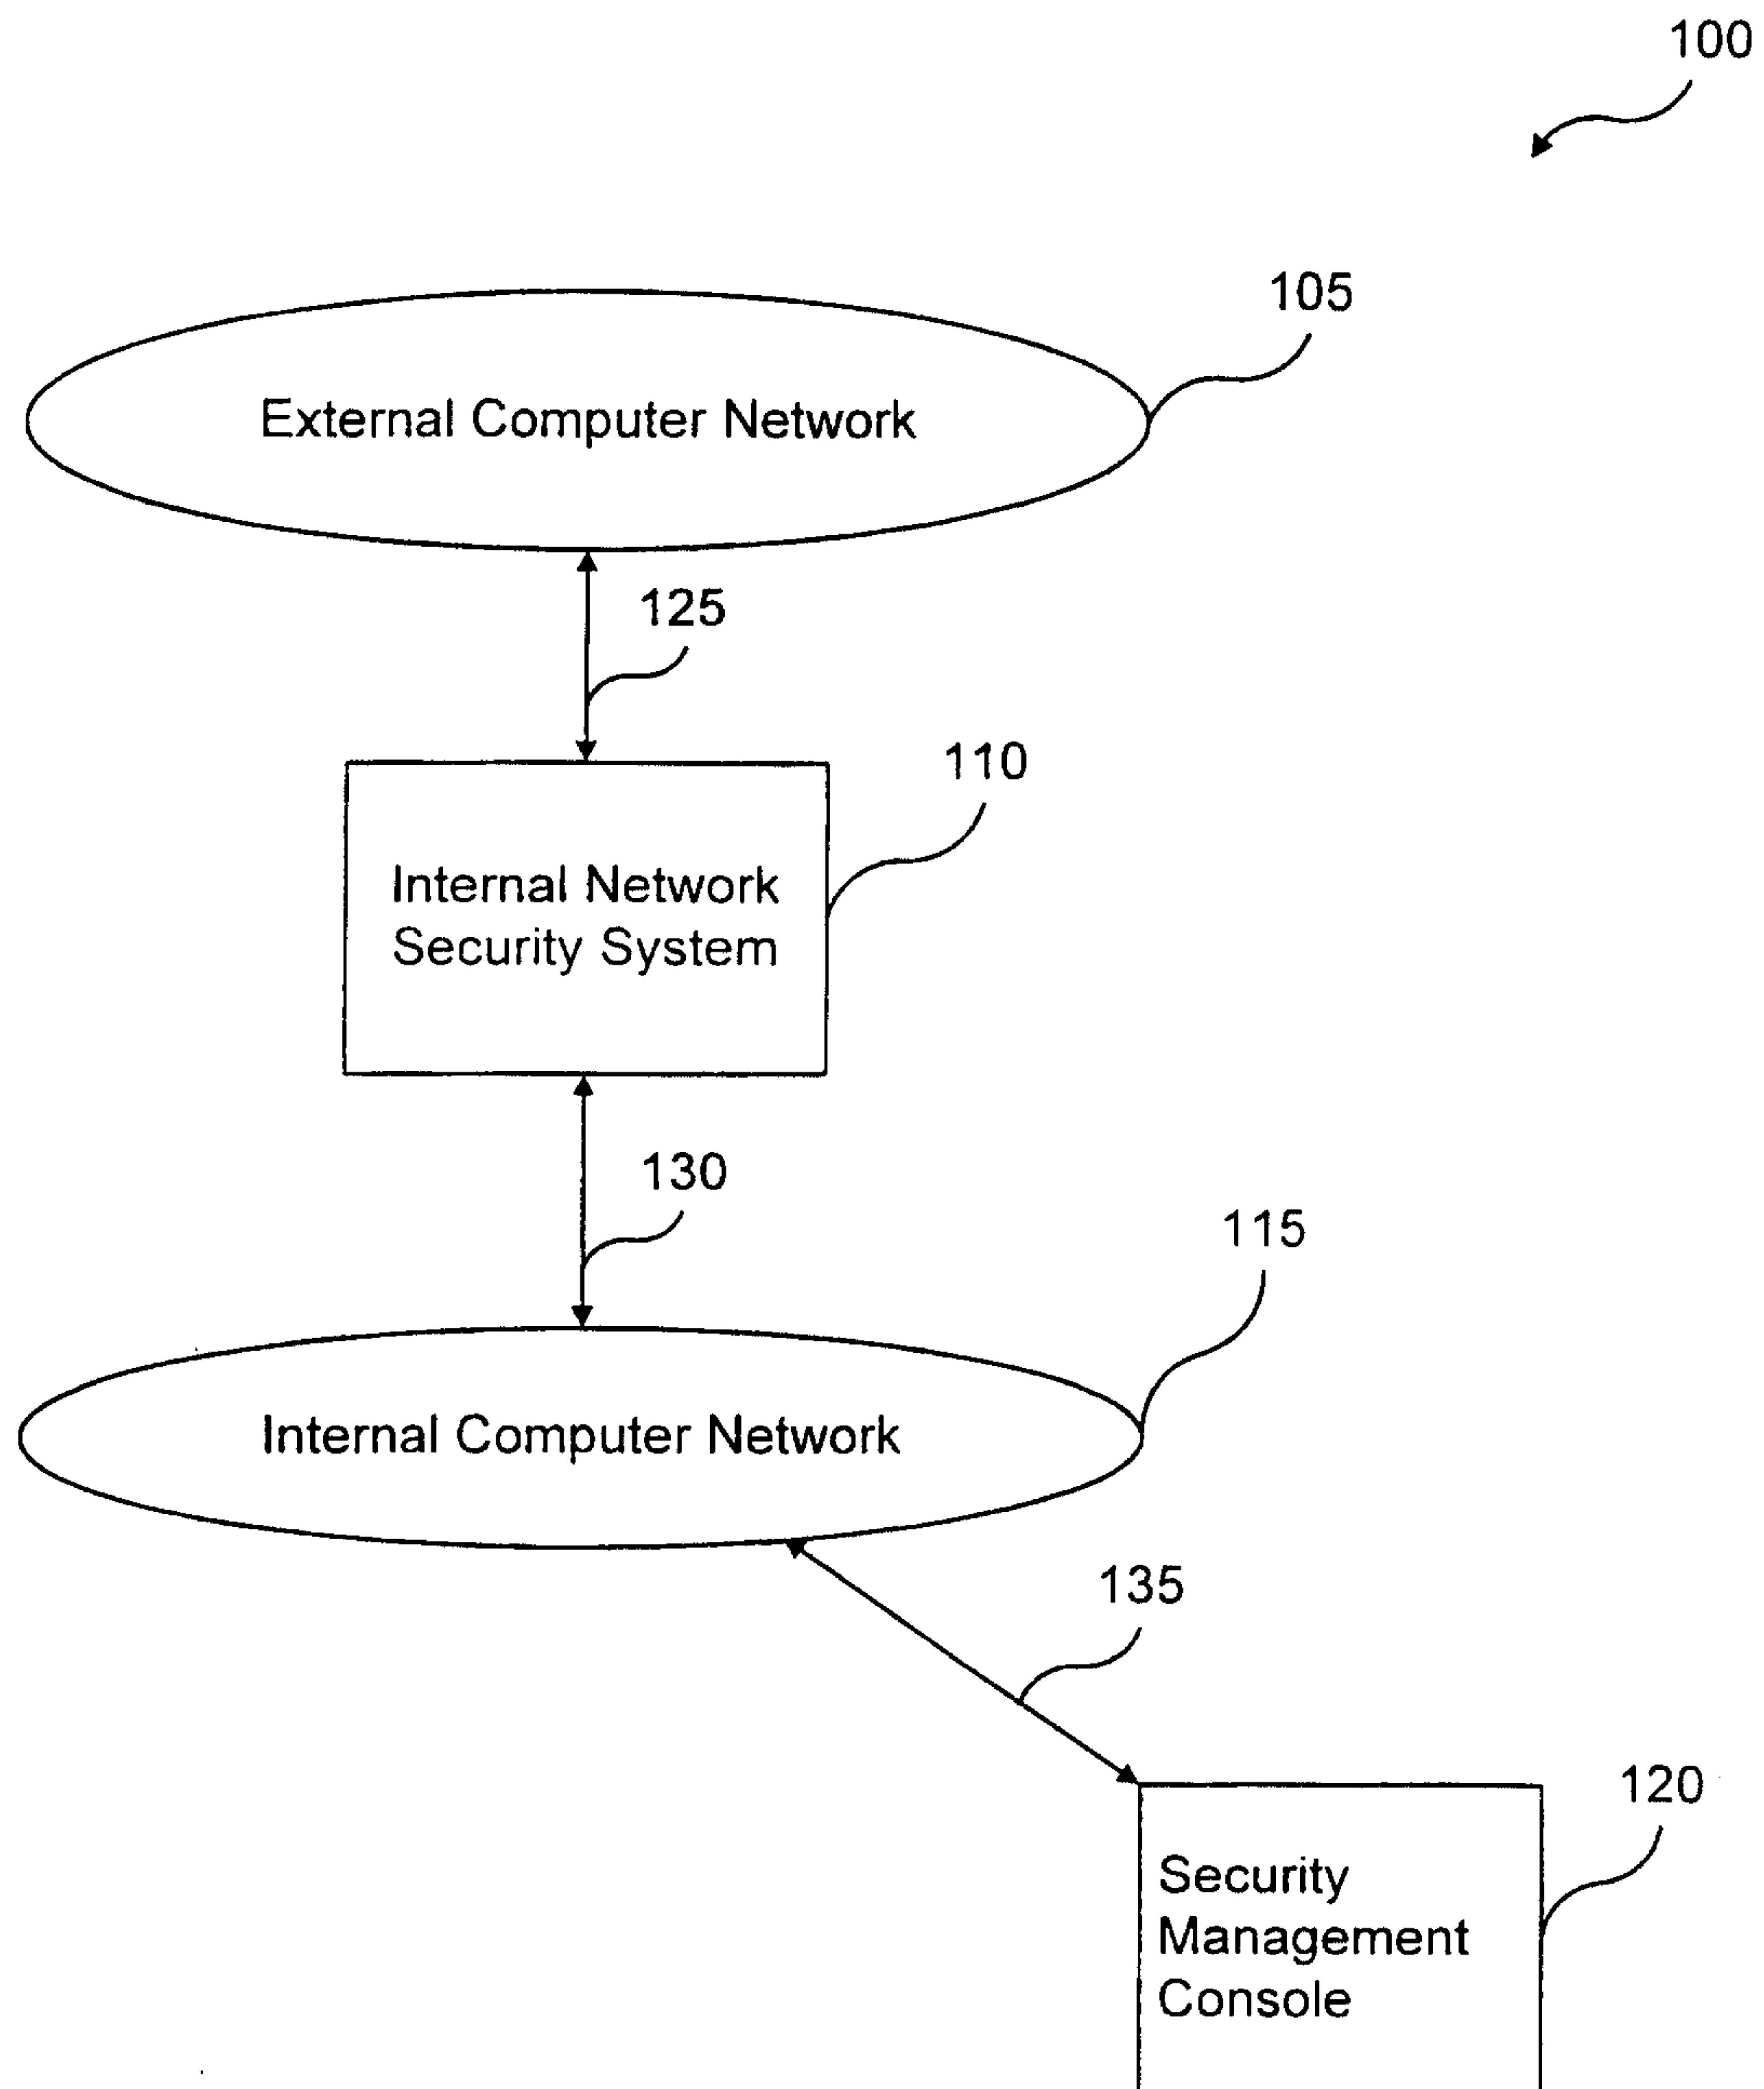 100
105
External Computer Network
125
110
Internal Network
Security System
130
115
Internal Computer Network
135
120
Security
Management
Console